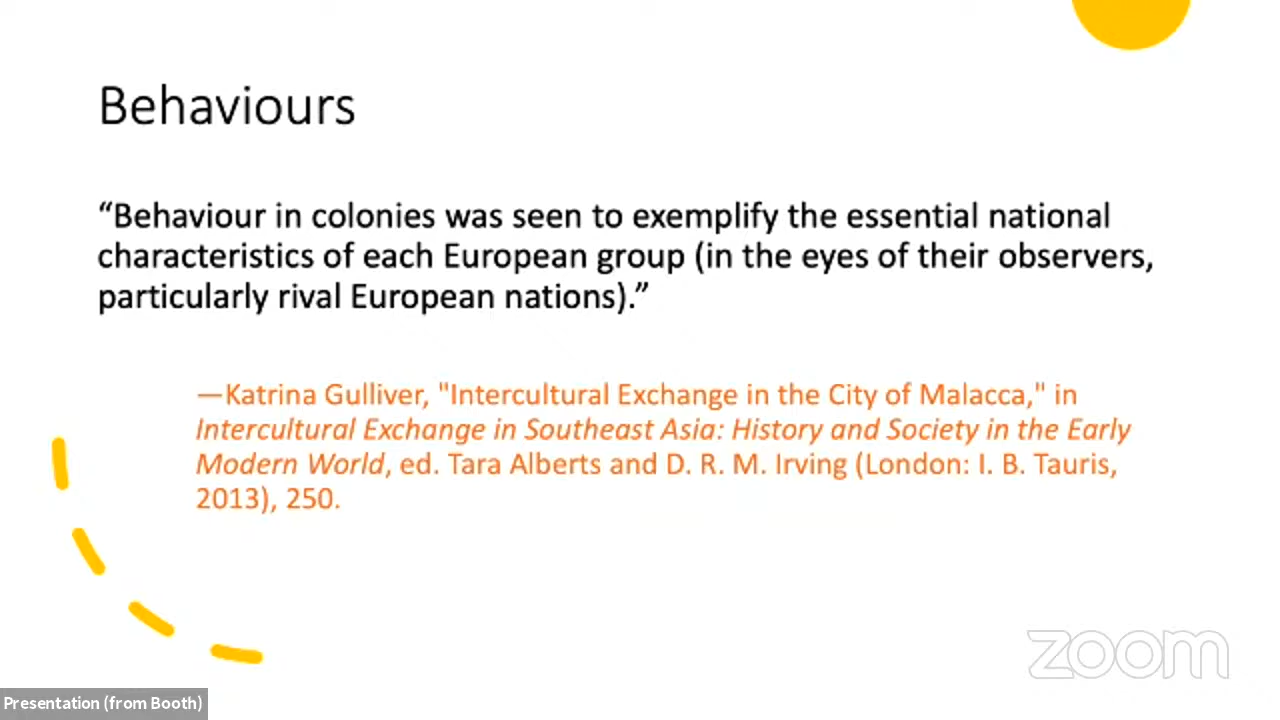 Behaviours
“Behaviour in colonies was seen to exemplify the essential national
characteristics of each European group (in the eyes of their observers,
particularly rival European nations).”
—Katrina Gulliver, "Intercultural Exchange in the City of Malacca," in
Intercultural Exchange in Southeast Asia: History and Society in the Early
Modern World, ed. Tara Alberts and D. R. M. Irving (London: I. B. Tauris,
2013), 250.
zoom
Presentation (from Booth)